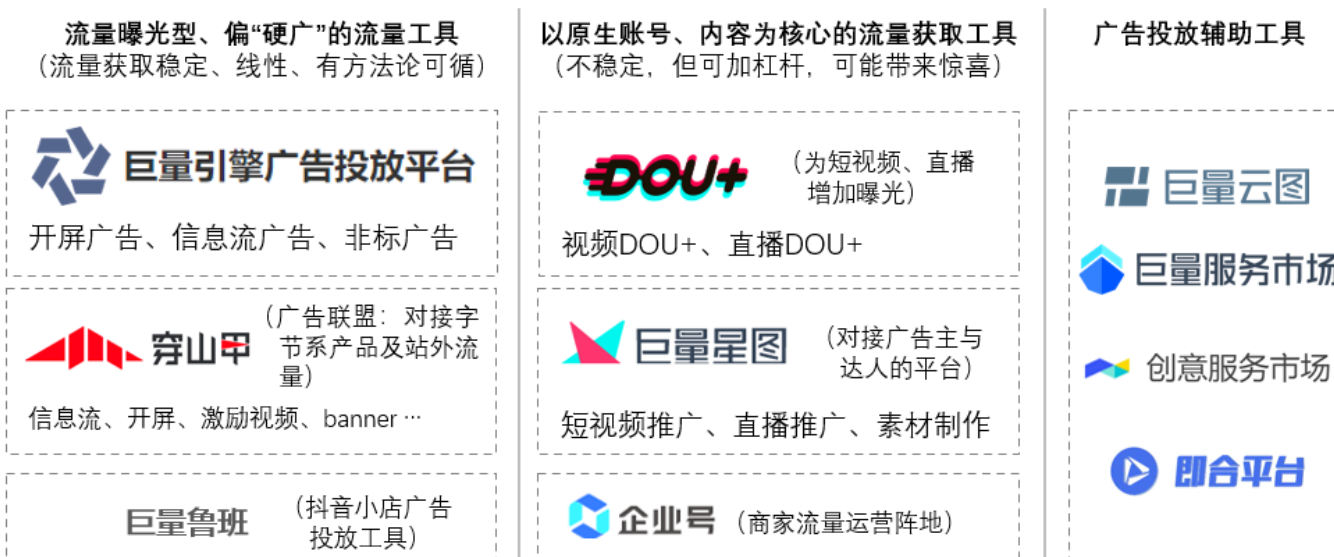 流量曝光型、偏“硬广”的流量工具
（流量获取稳定、线性、有方法论可循）
巨量引擎广告投放平台
开屏广告、信息流广告、非标广告
穿山甲
（广告联盟：对接字
节系产品及站外流
量）
信息流、开屏、激励视频、banner ···
巨量鲁班
（抖音小店广告
投放工具）
以原生账号、内容为核心的流量获取工具
（不稳定，但可加杠杆，可能带来惊喜）
DOU+
（为短视频、直播
增加曝光）
视频DOU+、直播DOU+
巨量星图
（对接广告主与
达人的平台）
短视频推广、直播推广、素材制作
企业号
（商家流量运营阵地）
广告投放辅助工具
巨量云图
巨量服务市场
创意服务市场
即合平台